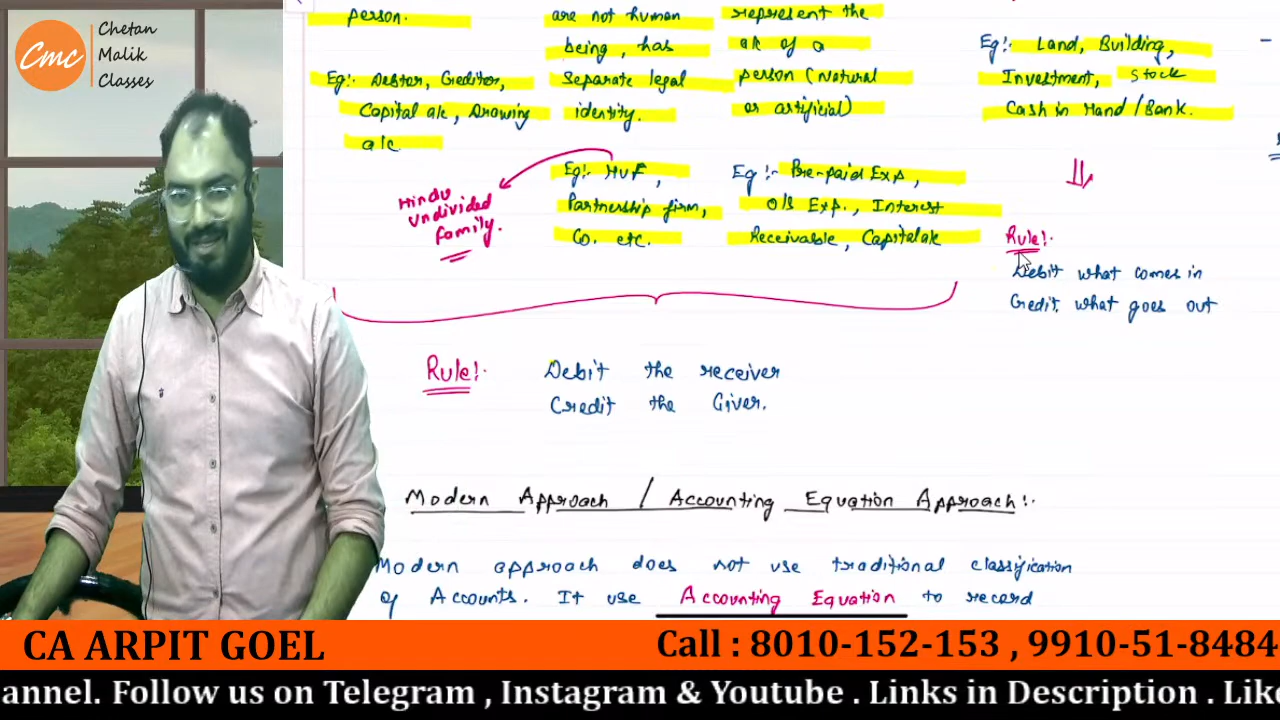 Cmc
Chetan
Malik
Classes
person.
Eg:- Debtor, Creditor,
Capital a/c, Drawing
a/c
are not human
being, has
Separate legal
identity.
Eg:- HUF,
Partnership firm,
Co. etc.
Hindu
Undivided
family.
represent the
a/c of a
person (Natural
or artificial)
Eg:- Pre-paid Exp,
o/s Exp., Interest
Receivable, Capital a/c
Eg:- Land, Building,
Investment, Stock
Cash in Hand/Bank.
Rule:-
Debit what comes in
Credit what goes out
Rule:-
Debit the receiver
Credit the Giver.
Modern Approach / Accounting Equation Approach:-
Modern approach does not use traditional classification
of Accounts. It use Accounting Equation to record
CA ARPIT GOEL
Call : 8010-152-153 , 9910-51-8484
annel. Follow us on Telegram , Instagram & Youtube . Links in Description . Like